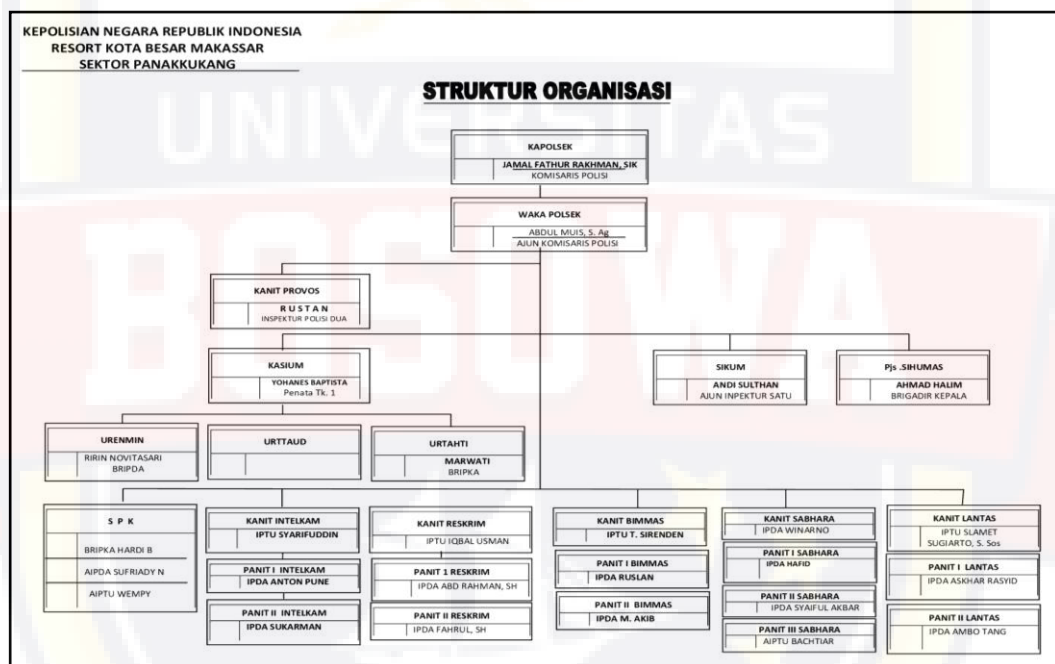 KEPOLISIAN NEGARA REPUBLIK INDONESIA
RESORT KOTA BESAR MAKASSAR
SEKTOR PANAKKUKANG
STRUKTUR ORGANISASI
UNIVERSITAS
BOSOWA
KAPOLSEK
JAMAL FATHUR RAKHMAN, SIK
KOMISARIS POLISI
WAKA POLSEK
ABDUL MUIS, S. Ag
AJUN KOMISARIS POLISI
KANIT PROVOS
R U S T A N
INSPEKTUR POLISI DUA
KASIUM
YOHANES BAPTISTA
Penata Tk. 1
SIKUM
ANDI SULTHAN
AJUN INPEKTUR SATU
Pjs .SIHUMAS
AHMAD HALIM
BRIGADIR KEPALA
URENMIN
RIRIN NOVITASARI
BRIPDA
URTTAUD
URTAHTI
MARWATI
BRIPKA
S P K
BRIPKA HARDI B
AIPDA SUFRIADY N
AIPTU WEMPY
KANIT INTELKAM
IPTU SYARIFUDDIN
PANIT I INTELKAM
IPDA ANTON PUNE
PANIT II INTELKAM
IPDA SUKARMAN
KANIT RESKRIM
IPTU IQBAL USMAN
PANIT 1 RESKRIM
IPDA ABD RAHMAN, SH
PANIT II RESKRIM
IPDA FAHRUL, SH
KANIT BIMMAS
IPTU T. SIRENDEN
PANIT I BIMMAS
IPDA RUSLAN
PANIT II BIMMAS
IPDA M. AKIB
KANIT SABHARA
IPDA WINARNO
PANIT I SABHARA
IPDA HAFID
PANIT II SABHARA
IPDA SYAIFUL AKBAR
PANIT III SABHARA
AIPTU BACHTIAR
KANIT LANTAS
IPTU SLAMET
SUGIARTO, S. Sos
PANIT I LANTAS
IPDA ASKHAR RASYID
PANIT II LANTAS
IPDA AMBO TANG